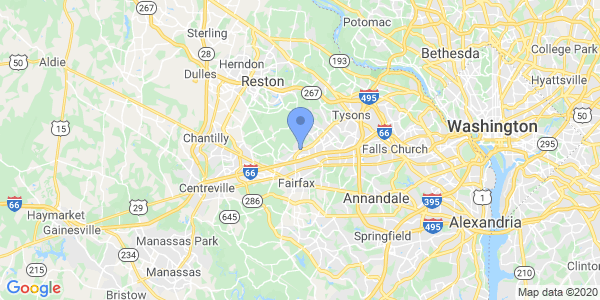 Potomac
267
Sterling
College Park
7
28
Bethesda
50
Aldie
Herndon
193
Dulles
Reston
Hyattsville
267
495
Tysons
50
15
66
Washington
Chantilly
Falls Church
66
Centreville
Fairfax
286
Annandale
395
1
66
29
Haymarket
645
Alexandria
Gainesville
495
Manassas Park
Springfield
215
234
Clinton
Manassas
210
5
Google
Bristow
Map data ©2020